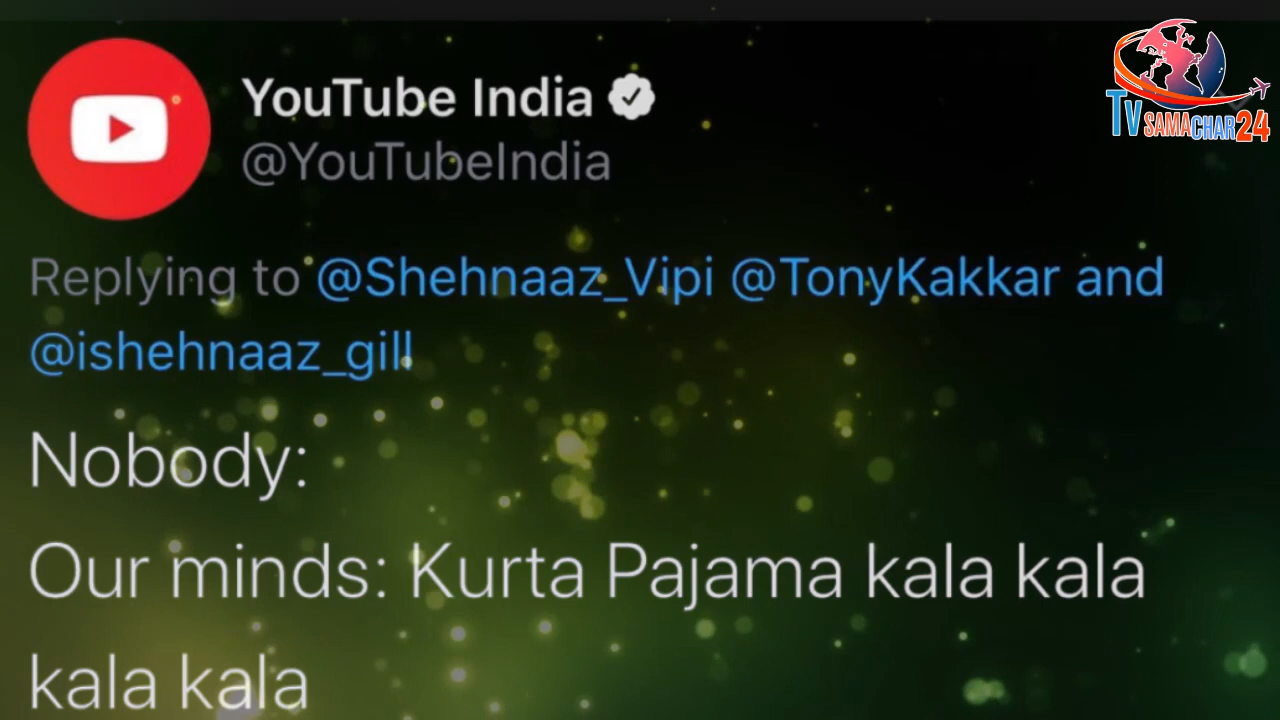 YouTube India
@YouTubeIndia
Replying to @Shehnaaz_Vipi @TonyKakkar and
@ishehnaaz_gill
Nobody:
Our minds: Kurta Pajama kala kala
kala kala
TV SAMACHAR24